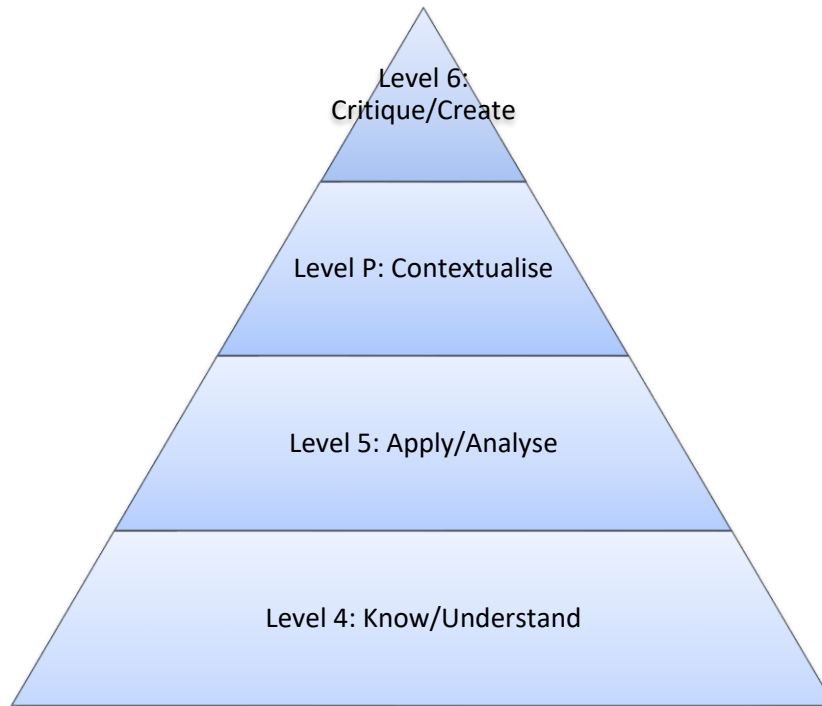 Level 6:
Critique/Create
Level P: Contextualise
Level 5: Apply/Analyse
Level 4: Know/Understand